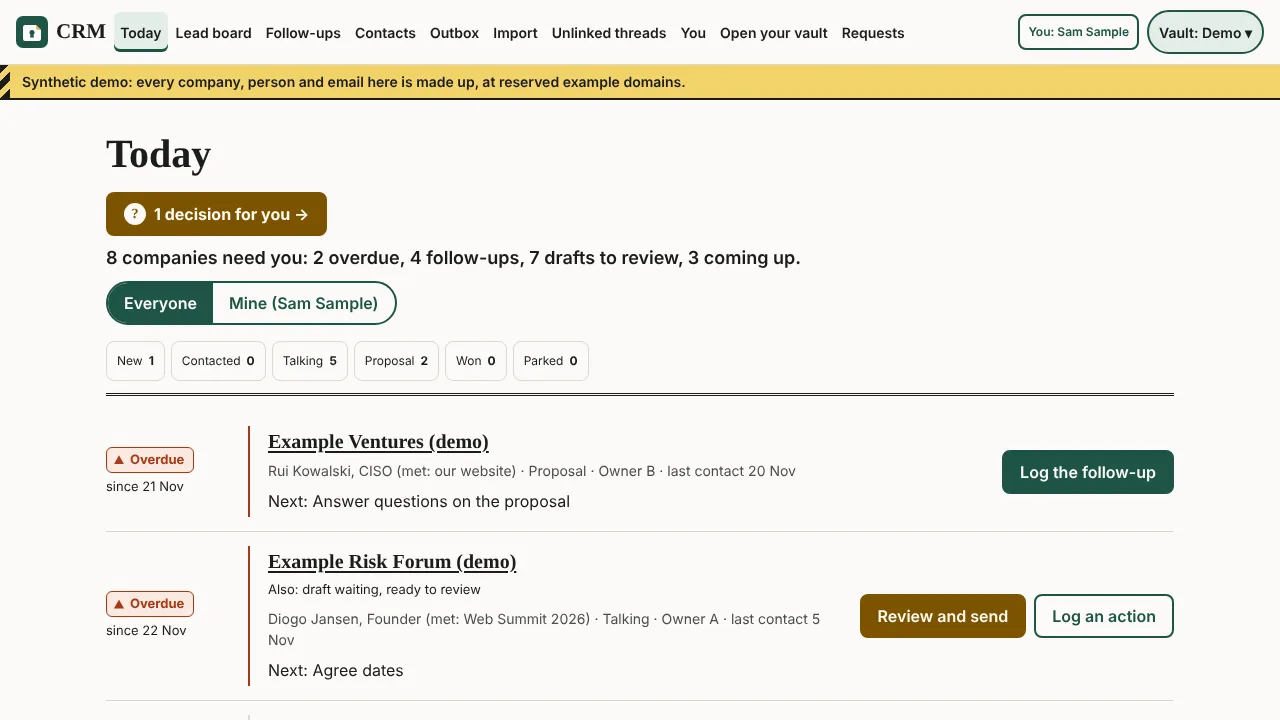 CRM Today Lead board Follow-ups Contacts Outbox Import Unlinked threads You Open your vault Requests You: Sam Sample Vault: Demo ▾
Synthetic demo: every company, person and email here is made up, at reserved example domains.
Today
? 1 decision for you →
8 companies need you: 2 overdue, 4 follow-ups, 7 drafts to review, 3 coming up.
Everyone Mine (Sam Sample)
New 1 Contacted 0 Talking 5 Proposal 2 Won 0 Parked 0
▲ Overdue
since 21 Nov
Example Ventures (demo)
Rui Kowalski, CISO (met: our website) · Proposal · Owner B · last contact 20 Nov
Next: Answer questions on the proposal
Log the follow-up
▲ Overdue
since 22 Nov
Example Risk Forum (demo)
Also: draft waiting, ready to review
Diogo Jansen, Founder (met: Web Summit 2026) · Talking · Owner A · last contact 5
Nov
Next: Agree dates
Review and send Log an action